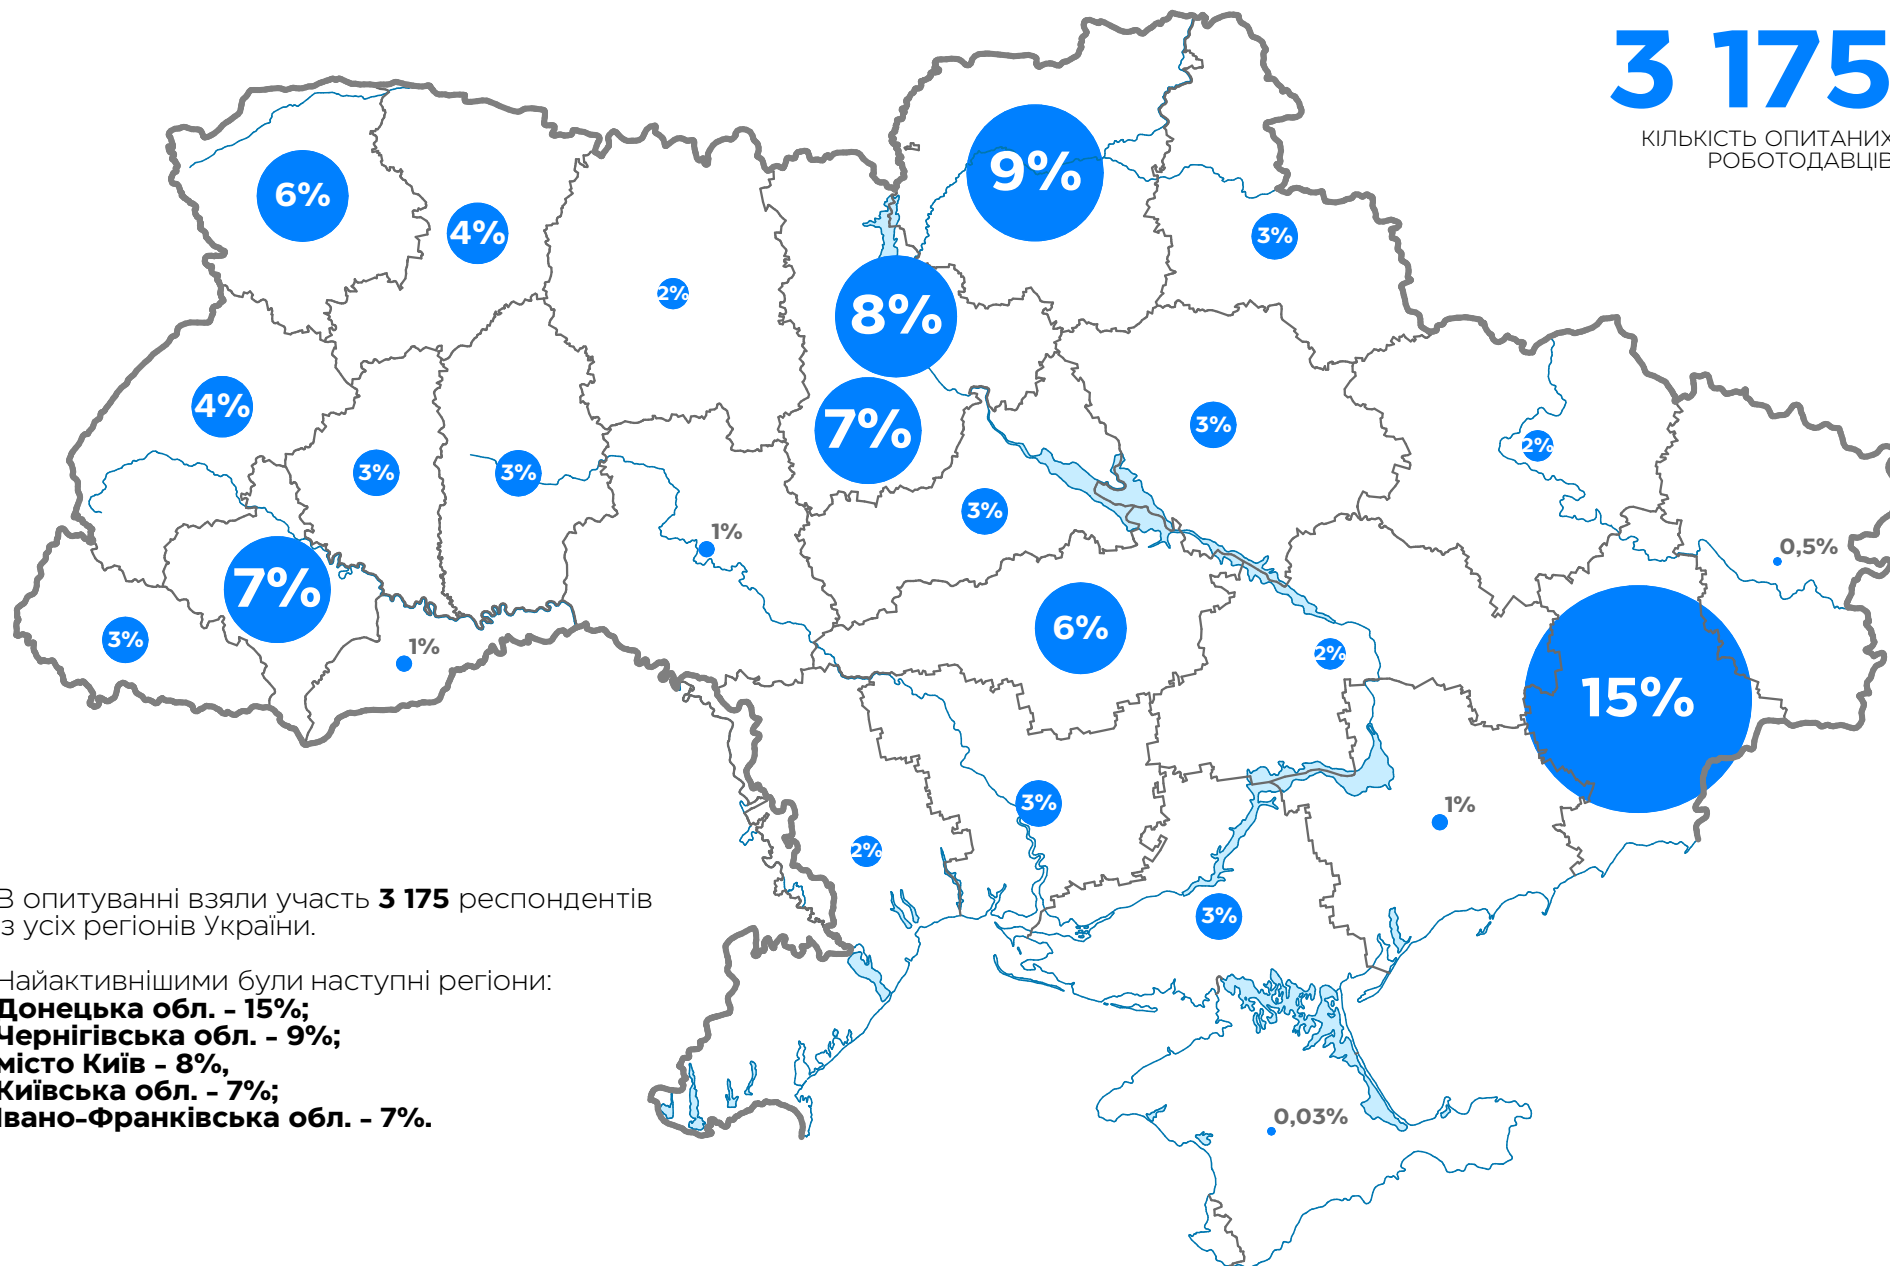 3 175
КІЛЬКІСТЬ ОПИТАНИХ
РОБОТОДАВЦІВ
9%
6%
4%
3%
2%
8%
4%
7%
3%
2%
3%
3%
3%
1%
0,5%
7%
6%
3%
1%
2%
15%
3%
1%
2%
3%
0,03%
В опитуванні взяли участь 3 175 респондентів
із усіх регіонів України.
Найактивнішими були наступні регіони:
Донецька обл. - 15%;
Чернігівська обл. - 9%;
місто Київ - 8%,
Київська обл. - 7%;
Івано-Франківська обл. - 7%.